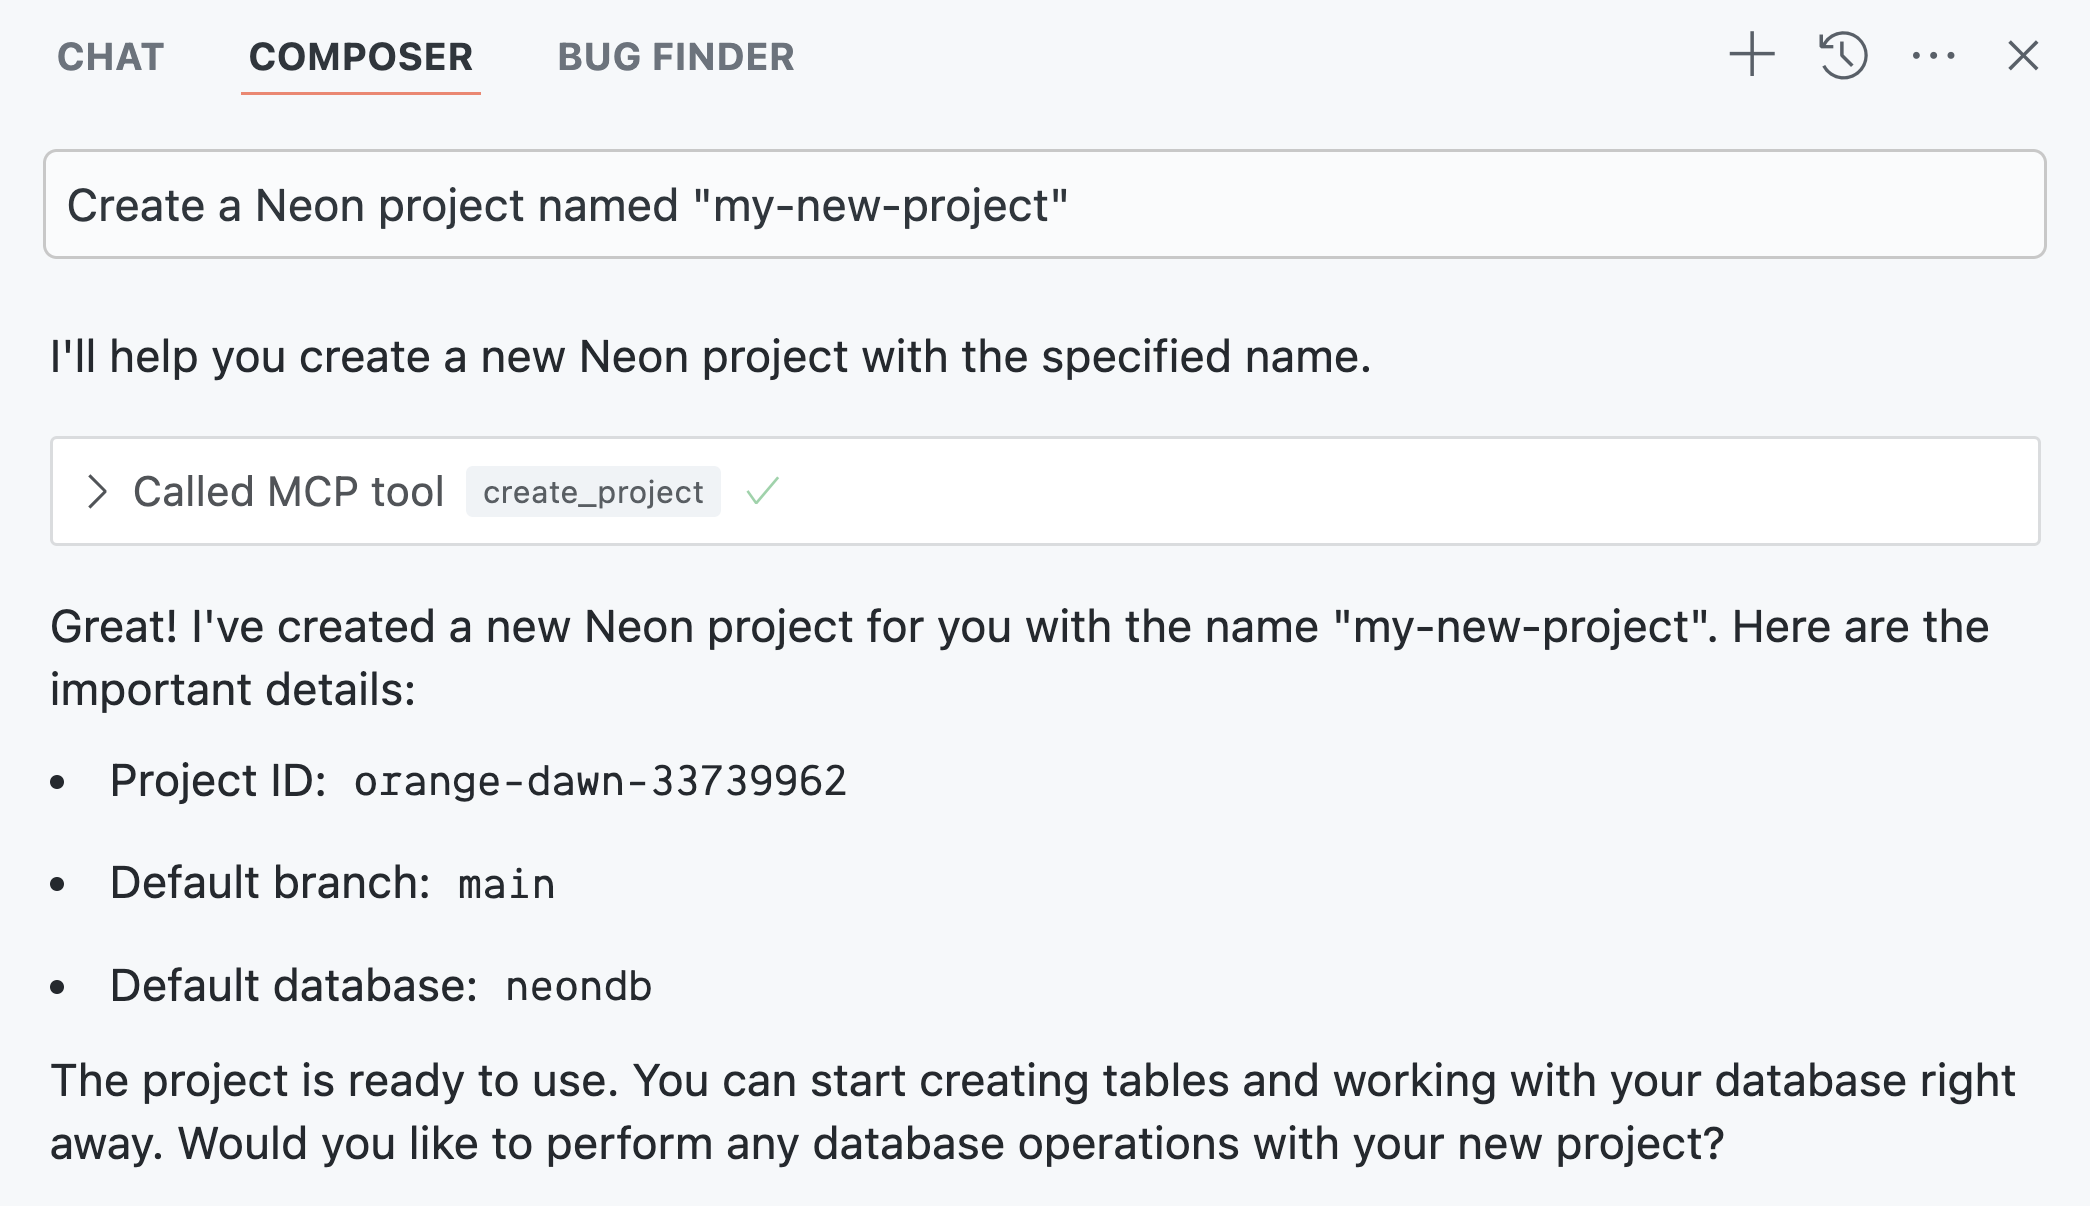 CHAT COMPOSER BUG FINDER
Create a Neon project named "my-new-project"
I'll help you create a new Neon project with the specified name.
Called MCP tool create_project
Great! I've created a new Neon project for you with the name "my-new-project". Here are the
important details:
• Project ID: orange-dawn-33739962
• Default branch: main
• Default database: neondb
The project is ready to use. You can start creating tables and working with your database right
away. Would you like to perform any database operations with your new project?